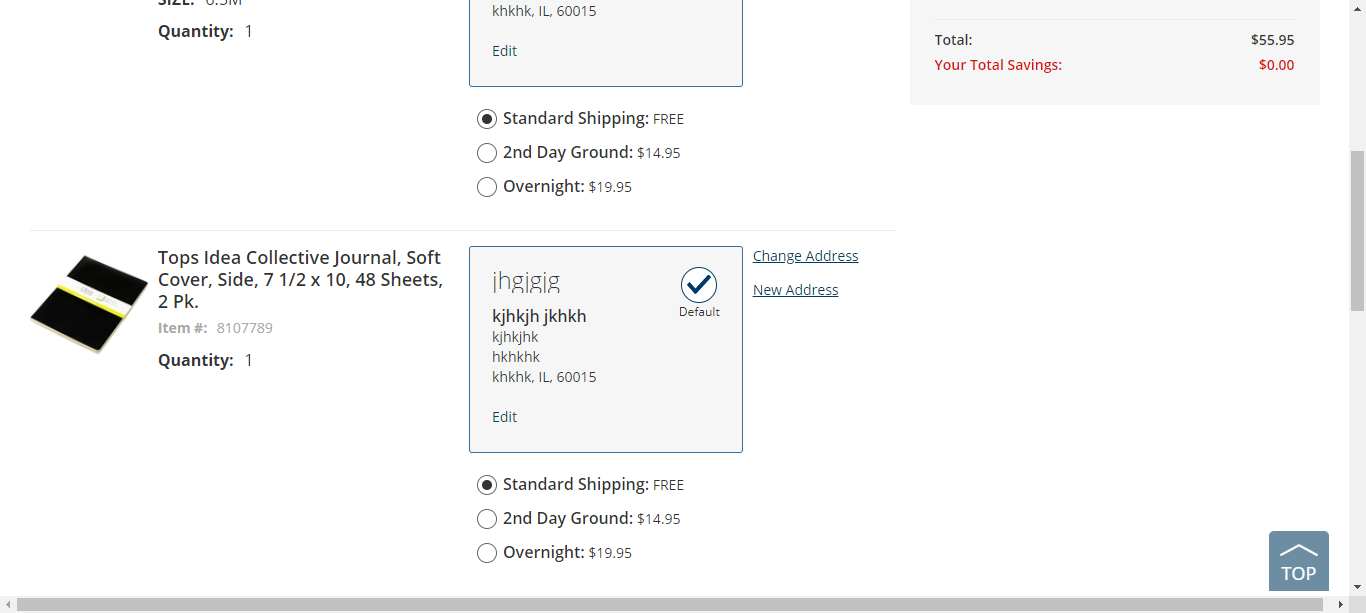 SIZE: 6.5M
Quantity: 1
khkhk, IL, 60015
Edit
Standard Shipping: FREE
2nd Day Ground: $14.95
Overnight: $19.95
Total: $55.95
Your Total Savings: $0.00
Tops Idea Collective Journal, Soft
Cover, Side, 7 1/2 x 10, 48 Sheets,
2 Pk.
Item #: 8107789
Quantity: 1
jhgjgjg
Default
kjhkjh jkhkh
kjhkjhk
hkhkhk
khkhk, IL, 60015
Edit
Change Address
New Address
Standard Shipping: FREE
2nd Day Ground: $14.95
Overnight: $19.95
TOP